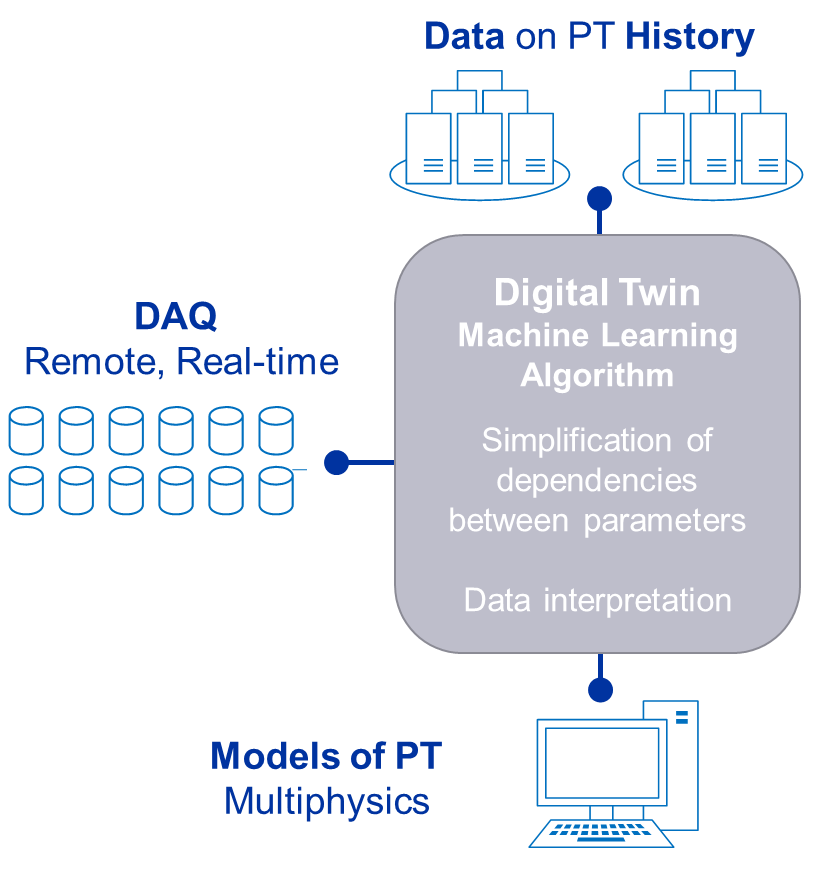 Data on PT History
Digital Twin
Machine Learning
Algorithm
Simplification of
dependencies
between parameters
Data interpretation
DAQ
Remote, Real-time
Models of PT
Multiphysics